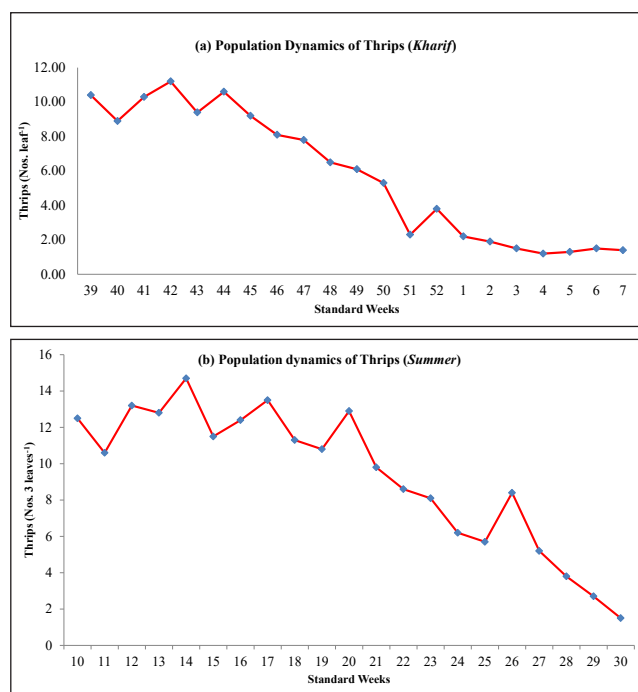 (a) Population Dynamics of Thrips (Kharif)
12.00
10.00
8.00
6.00
4.00
2.00
0.00
Thrips (Nos. leaf⁻¹)
39 40 41 42 43 44 45 46 47 48 49 50 51 52 1 2 3 4 5 6 7
Standard Weeks
(b) Population dynamics of Thrips (Summer)
16
14
12
10
8
6
4
2
0
Thrips (Nos. 3 leaves⁻¹)
10 11 12 13 14 15 16 17 18 19 20 21 22 23 24 25 26 27 28 29 30
Standard Weeks